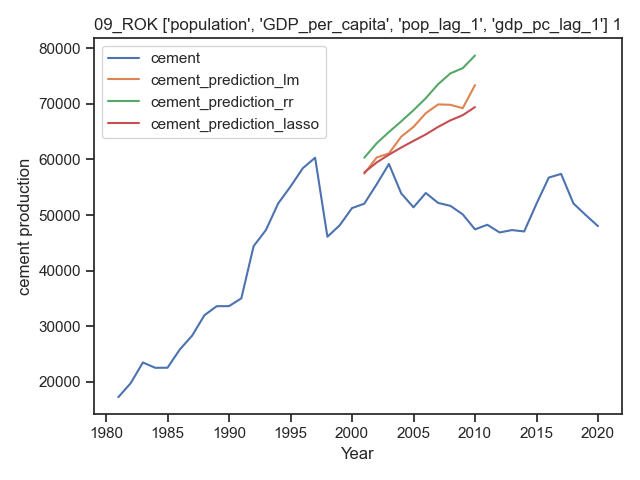 09_ROK ['population', 'GDP_per_capita', 'pop_lag_1', 'gdp_pc_lag_1'] 1
cement
cement_prediction_lm
cement_prediction_rr
cement_prediction_lasso
cement production
80000
70000
60000
50000
40000
30000
20000
1980 1985 1990 1995 2000 2005 2010 2015 2020
Year